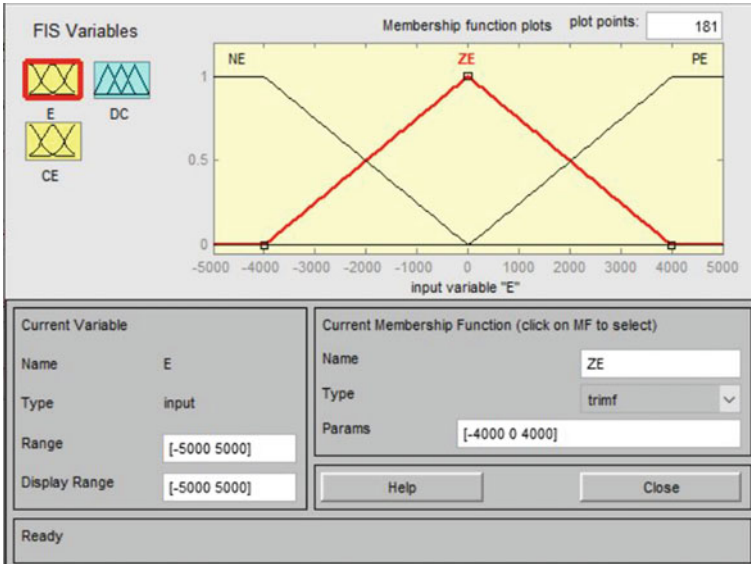 FIS Variables
Membership function plots
plot points:
181
E
DC
CE
NE
ZE
PE
1
0.5
0
-5000 -4000 -3000 -2000 -1000 0 1000 2000 3000 4000 5000
input variable "E"
Current Variable
Name E
Type input
Range [-5000 5000]
Display Range [-5000 5000]
Current Membership Function (click on MF to select)
Name ZE
Type trimf
Params [-4000 0 4000]
Help Close
Ready